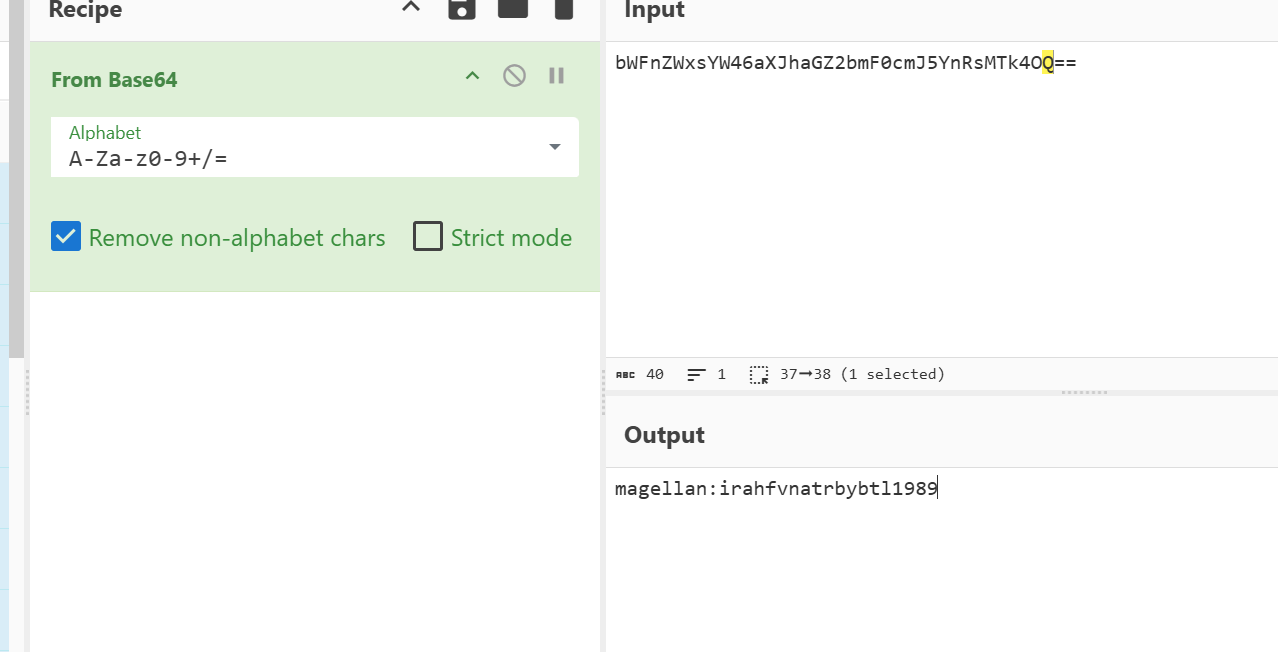 Recipe
From Base64
Alphabet
A-Za-z0-9+/=
Remove non-alphabet chars
Strict mode
Input
bWFnZWxsYW46aXJhaGZ2bmF0cmJ5YnRsMTk4OQ==
ABC 40 1 37→38 (1 selected)
Output
magellan:irahfvnatrbybtl1989